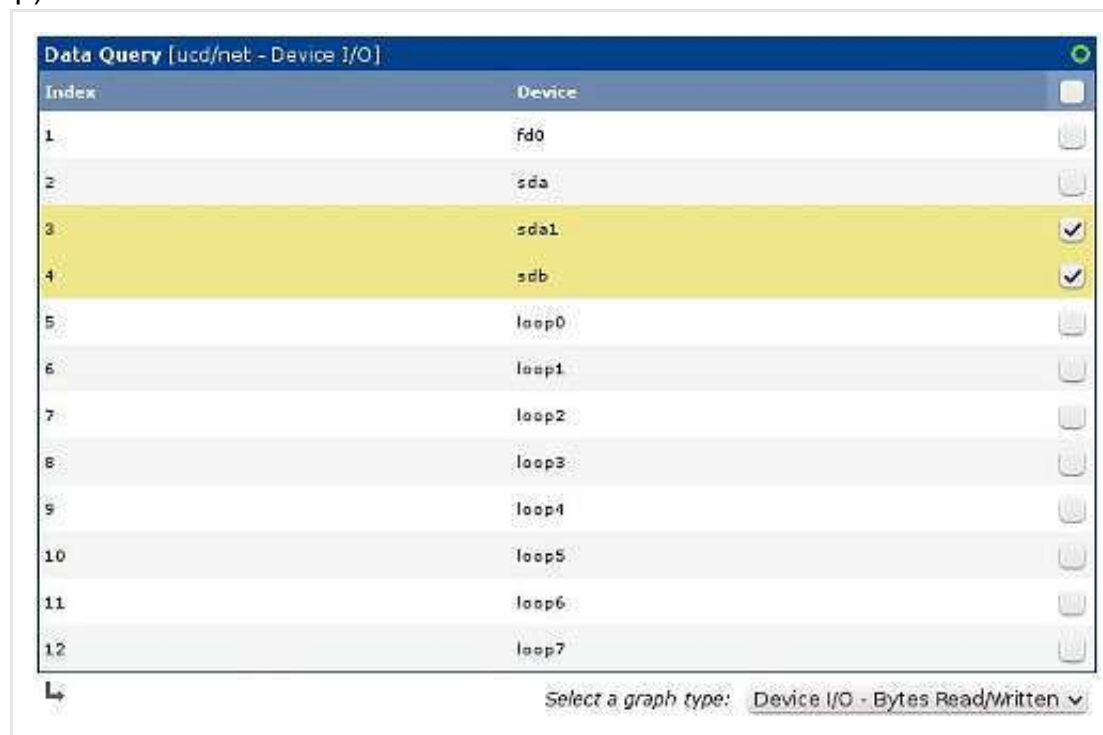 Data Query [ucd/net - Device I/O]
Index Device
1 fd0
2 sda
3 sda1
4 sdb
5 loop0
6 loop1
7 loop2
8 loop3
9 loop4
10 loop5
11 loop6
12 loop7
Select a graph type: Device I/O - Bytes Read/Written